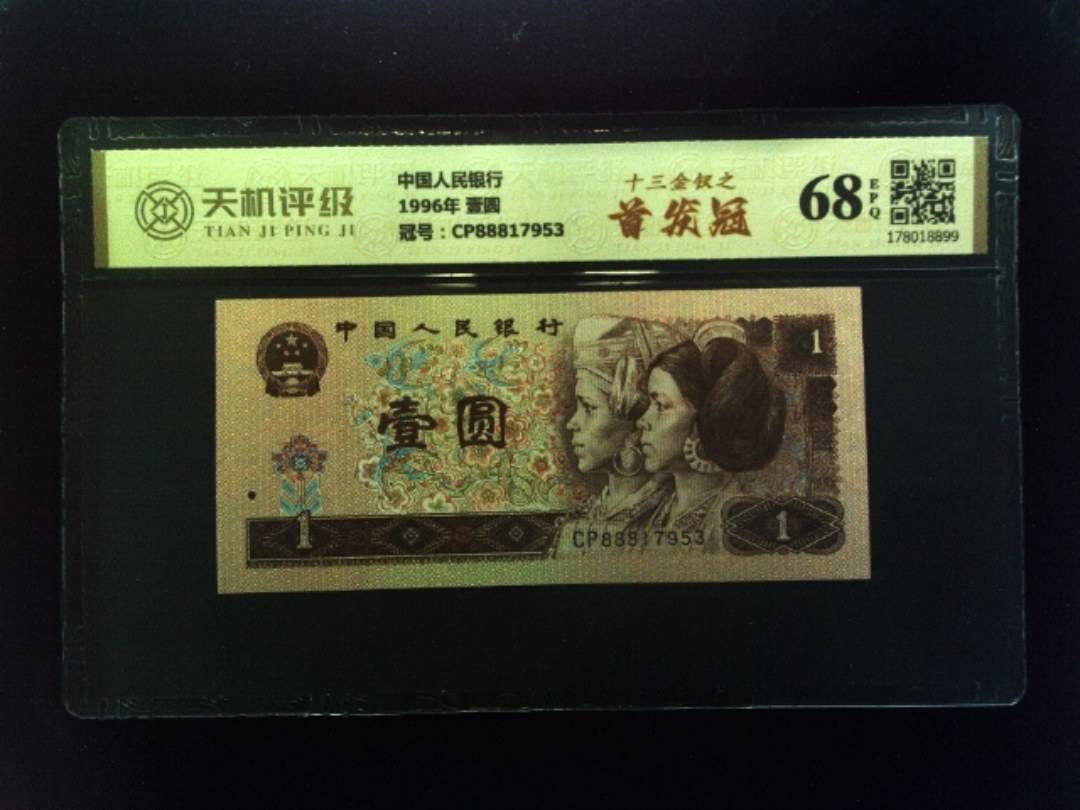 天机评级
TIAN JI PING JI
中国人民银行
1996年 壹圆
冠号：CP88817953
十三金钗之
首发冠
68
EPQ
178018899
中国人民银行
1
壹圆
1
CP88817953
1